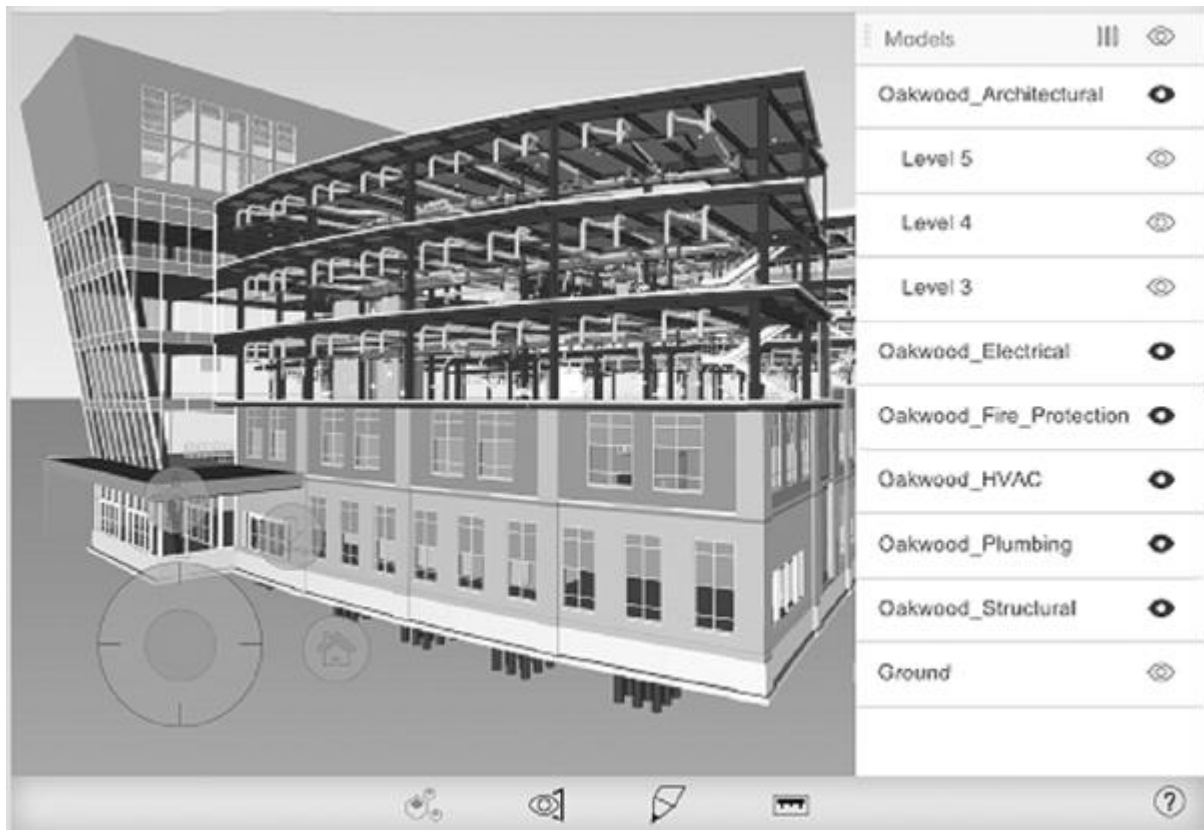 Models
Oakwood_Architectural
Level 5
Level 4
Level 3
Oakwood_Electrical
Oakwood_Fire_Protection
Oakwood_HVAC
Oakwood_Plumbing
Oakwood_Structural
Ground
?